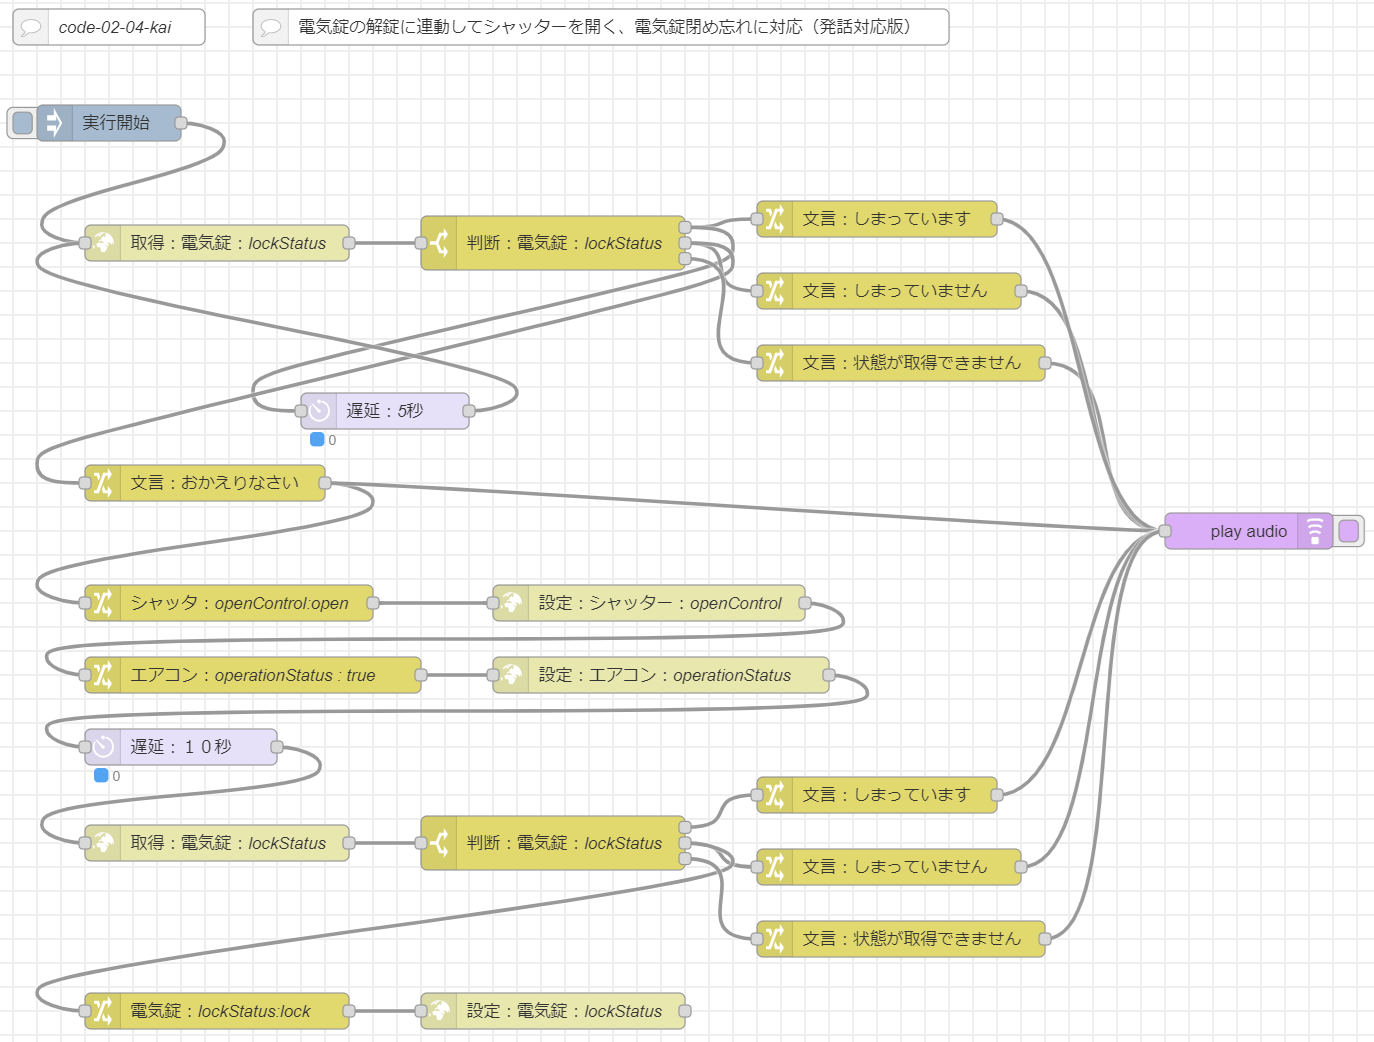 code-02-04-kai
電気錠の解錠に連動してシャッターを開く、電気錠閉め忘れに対応（発話対応版）
実行開始
取得：電気錠：lockStatus
判断：電気錠：lockStatus
文言：しまっています
文言：しまっていません
文言：状態が取得できません
遅延：5秒
0
文言：おかえりなさい
play audio
シャッタ：openControl:open
設定：シャッター：openControl
エアコン：operationStatus : true
設定：エアコン：operationStatus
遅延：１０秒
0
取得：電気錠：lockStatus
判断：電気錠：lockStatus
文言：しまっています
文言：しまっていません
文言：状態が取得できません
電気錠：lockStatus:lock
設定：電気錠：lockStatus